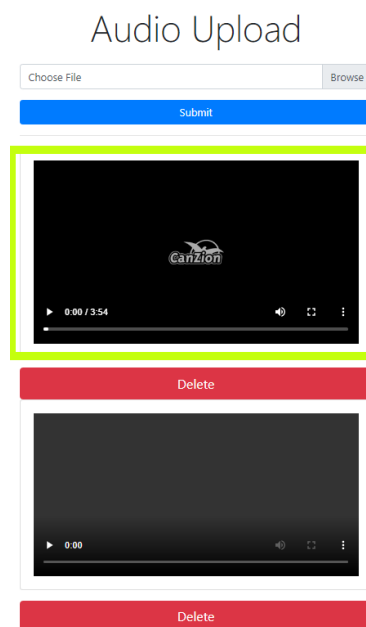 Audio Upload
Choose File Browse
Submit
CanZion
0:00 / 3:54
Delete
0:00
Delete